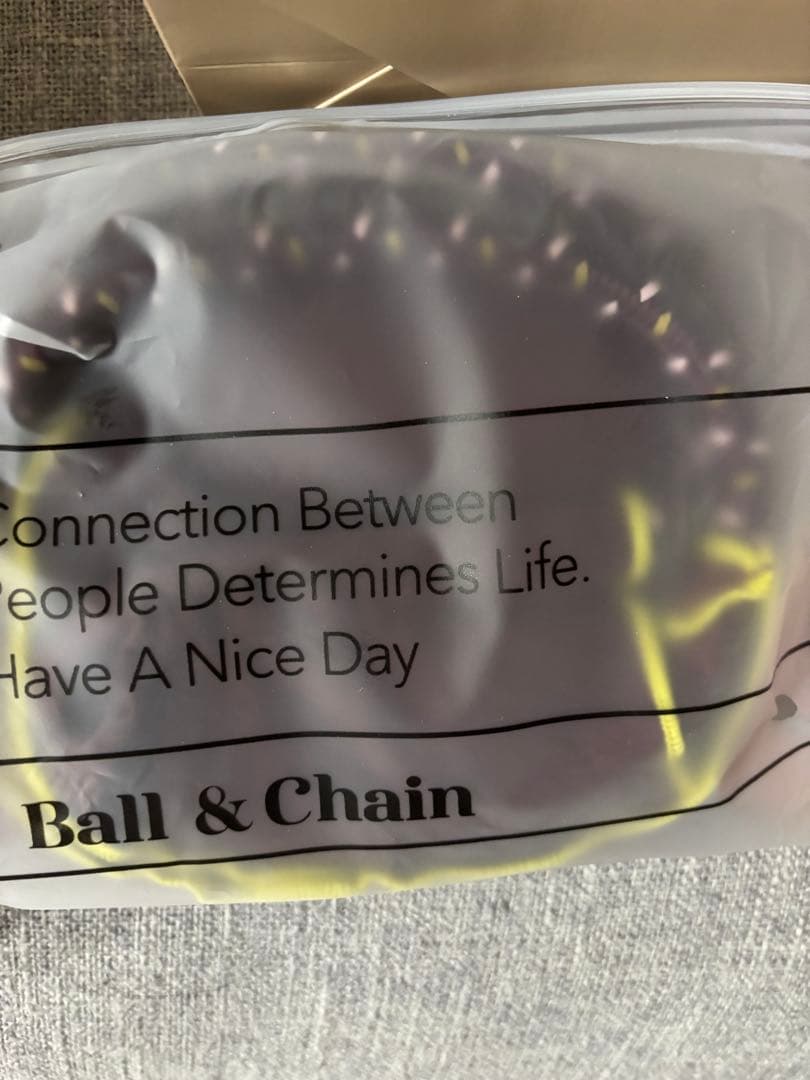 Connection Between
People Determines Life.
Have A Nice Day
Ball & Chain